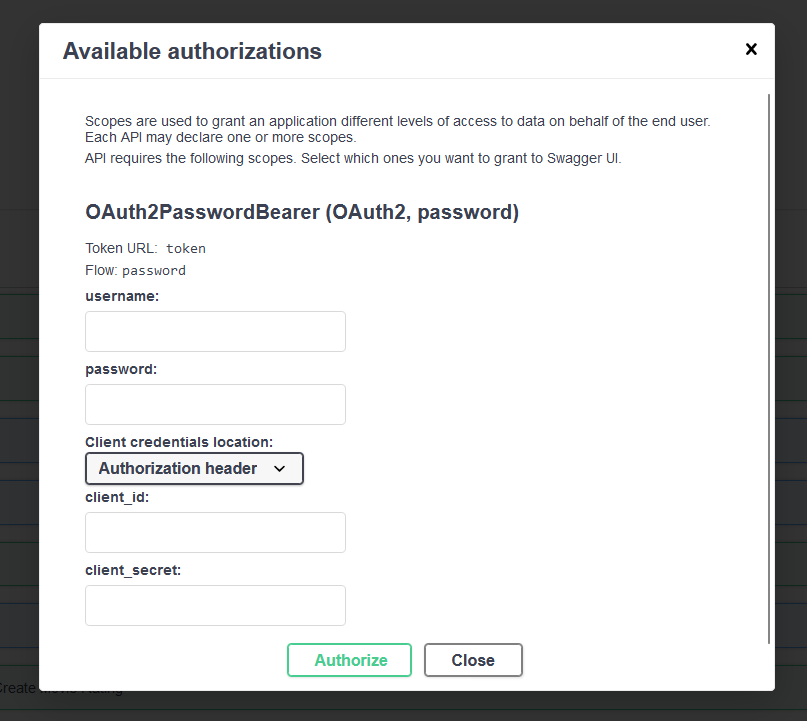 Available authorizations
Scopes are used to grant an application different levels of access to data on behalf of the end user.
Each API may declare one or more scopes.
API requires the following scopes. Select which ones you want to grant to Swagger UI.
OAuth2PasswordBearer (OAuth2, password)
Token URL: token
Flow: password
username:
password:
Client credentials location:
Authorization header
client_id:
client_secret:
Authorize
Close